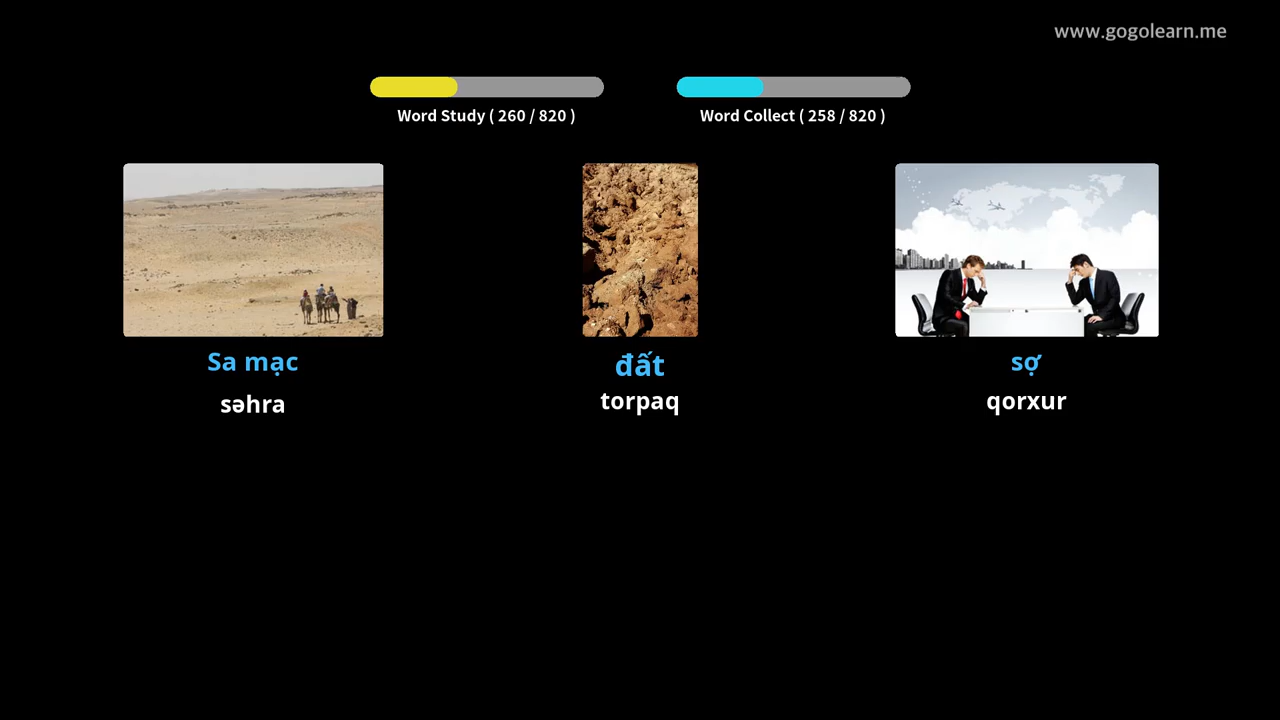 www.gogolearn.me
Word Study ( 260 / 820 )
Word Collect ( 258 / 820 )
Sa mạc
səhra
đất
torpaq
sợ
qorxur